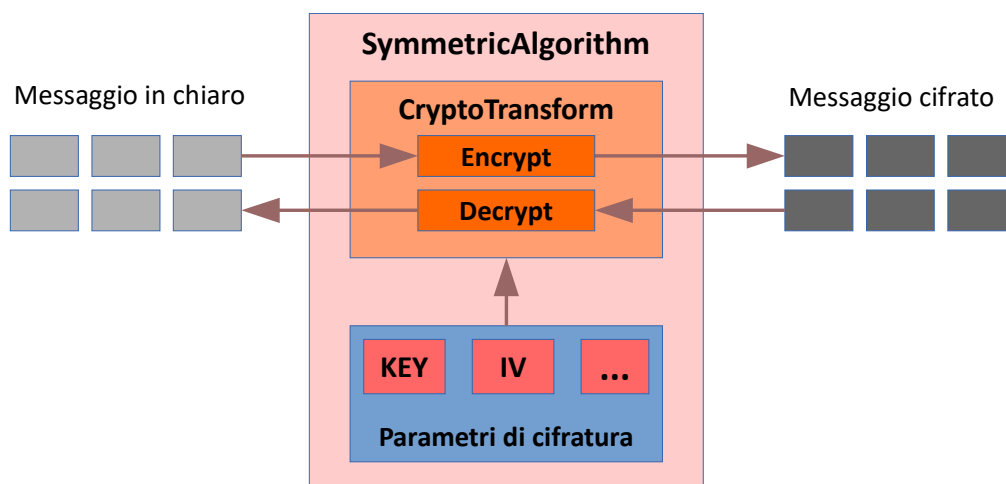 SymmetricAlgorithm
Messaggio in chiaro
CryptoTransform
Messaggio cifrato
Encrypt
Decrypt
KEY
IV
...
Parametri di cifratura